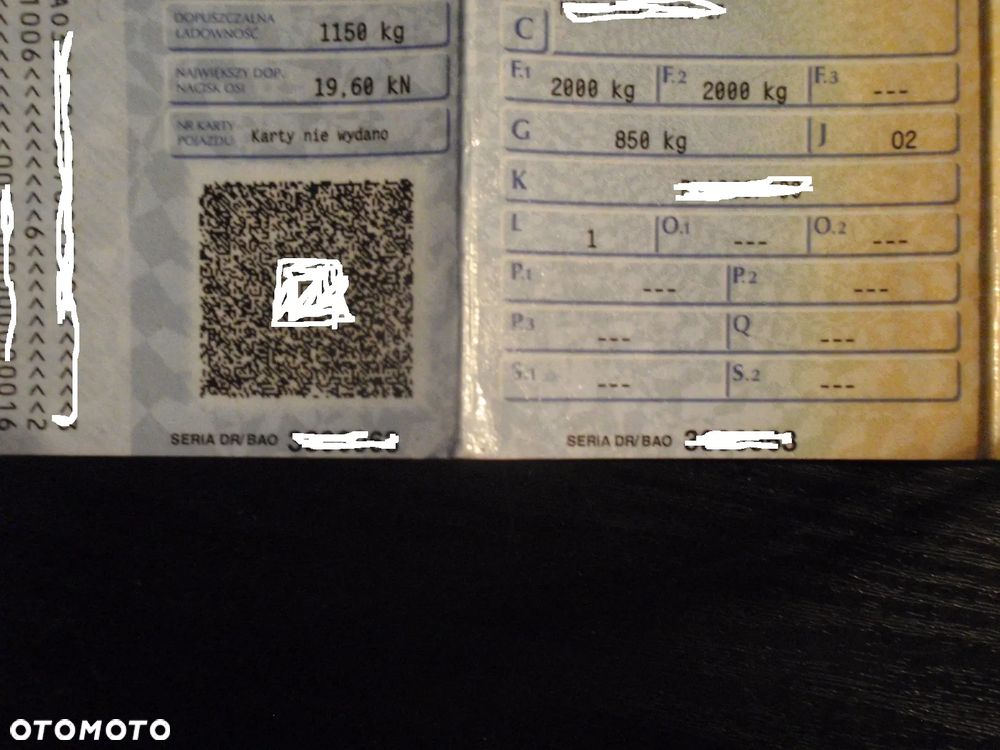 DOPUSZCZALNA
ŁADOWNOŚĆ 1150 kg
NAJWIĘKSZY DOP.
NACISK OSI 19,60 kN
NR KARTY
POJAZDU Karty nie wydano
SERIA DR/BAO
C
F.1 2000 kg F.2 2000 kg F.3 ---
G 850 kg J 02
K
L 1 O.1 --- O.2 ---
P.1 --- P.2 ---
P.3 --- Q ---
S.1 --- S.2 ---
SERIA DR/BAO
OTOMOTO